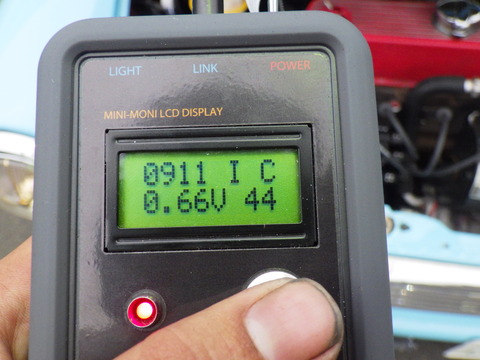 LIGHT LINK POWER
MINI-MONI LCD DISPLAY
0911 I C
0.66V 44